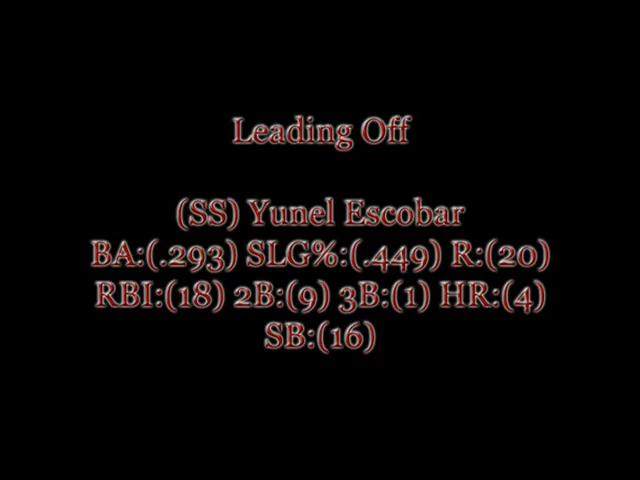 Leading Off
(SS) Yunel Escobar
BA:(.293) SLG%:(.449) R:(20)
RBI:(18) 2B:(9) 3B:(1) HR:(4)
SB:(16)